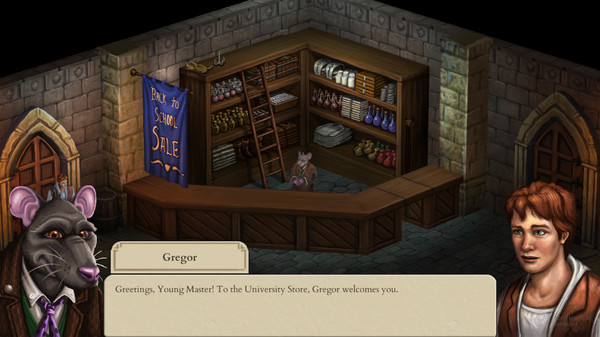 BACK TO
SCHOOL
SALE
Gregor
Greetings, Young Master! To the University Store, Gregor welcomes you.